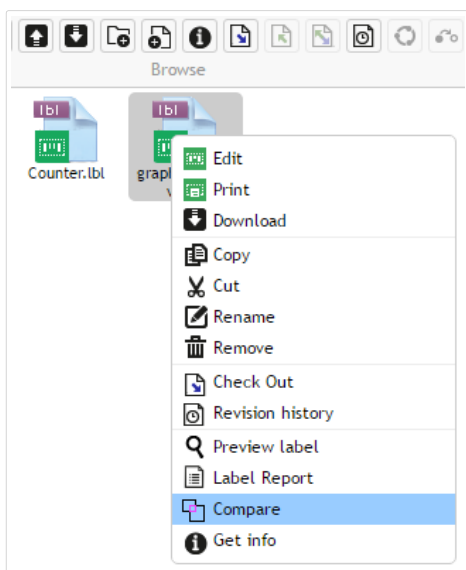 Browse
lbl
lbl
Counter.lbl
grap
Edit
Print
Download
Copy
Cut
Rename
Remove
Check Out
Revision history
Preview label
Label Report
Compare
Get info